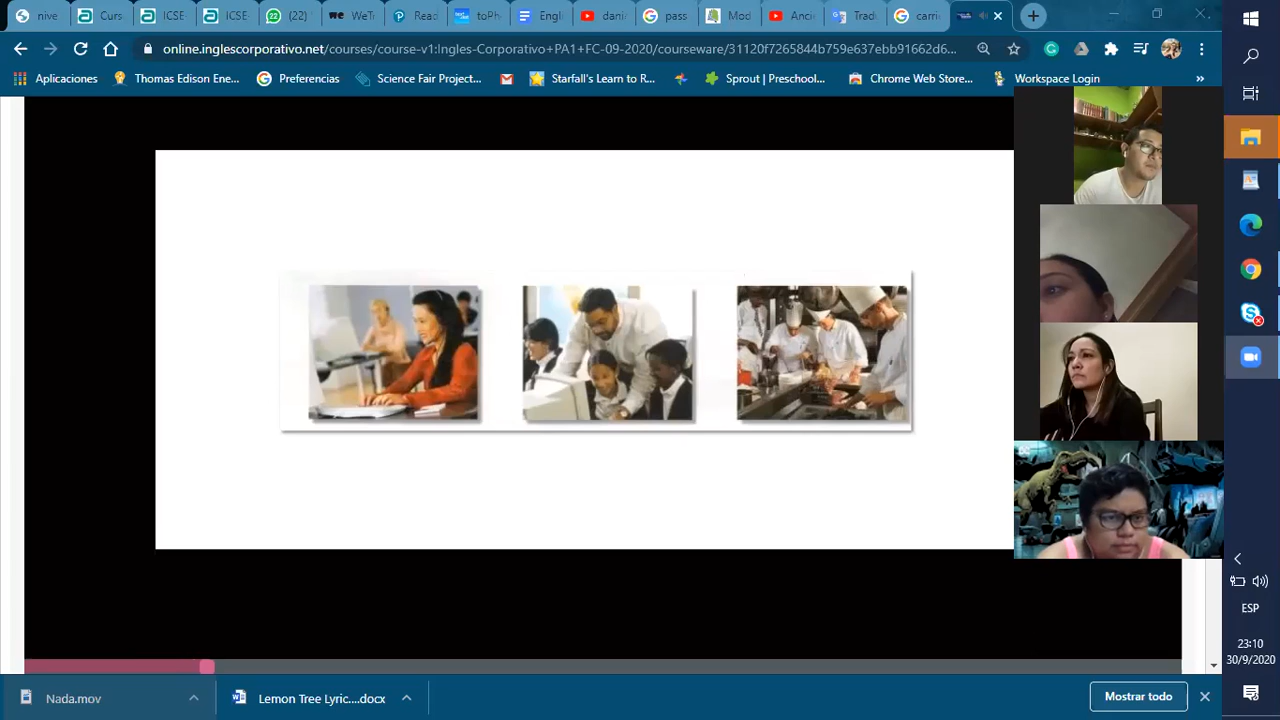 nive
Curs
ICSE
ICSE
(22)
WeTr
Read
toPh
Engli
dani
pass
Mod
Anci
Tradu
carri
online.inglescorporativo.net/courses/course-v1:Ingles-Corporativo+PA1+FC-09-2020/courseware/31120f7265844b759e637ebb91662d6...
Aplicaciones
Thomas Edison Ene...
Preferencias
Science Fair Project...
Starfall's Learn to R...
Sprout | Preschool...
Chrome Web Store...
Workspace Login
»
ESP
23:10
30/9/2020
Nada.mov
Lemon Tree Lyric....docx
Mostrar todo